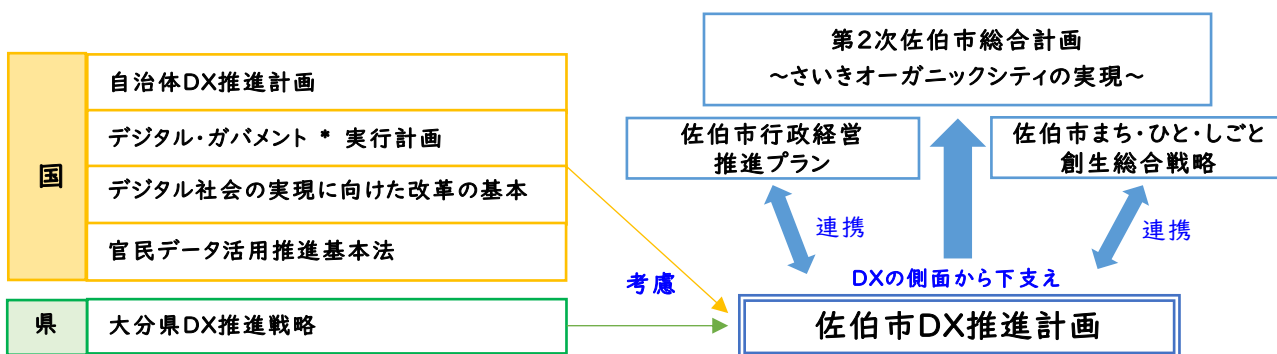 国
自治体DX推進計画
デジタル・ガバメント * 実行計画
デジタル社会の実現に向けた改革の基本
官民データ活用推進基本法
県
大分県DX推進戦略
考慮
第2次佐伯市総合計画
~さいきオーガニックシティの実現~
佐伯市行政経営
推進プラン
佐伯市まち・ひと・しごと
創生総合戦略
連携
連携
DXの側面から下支え
佐伯市DX推進計画